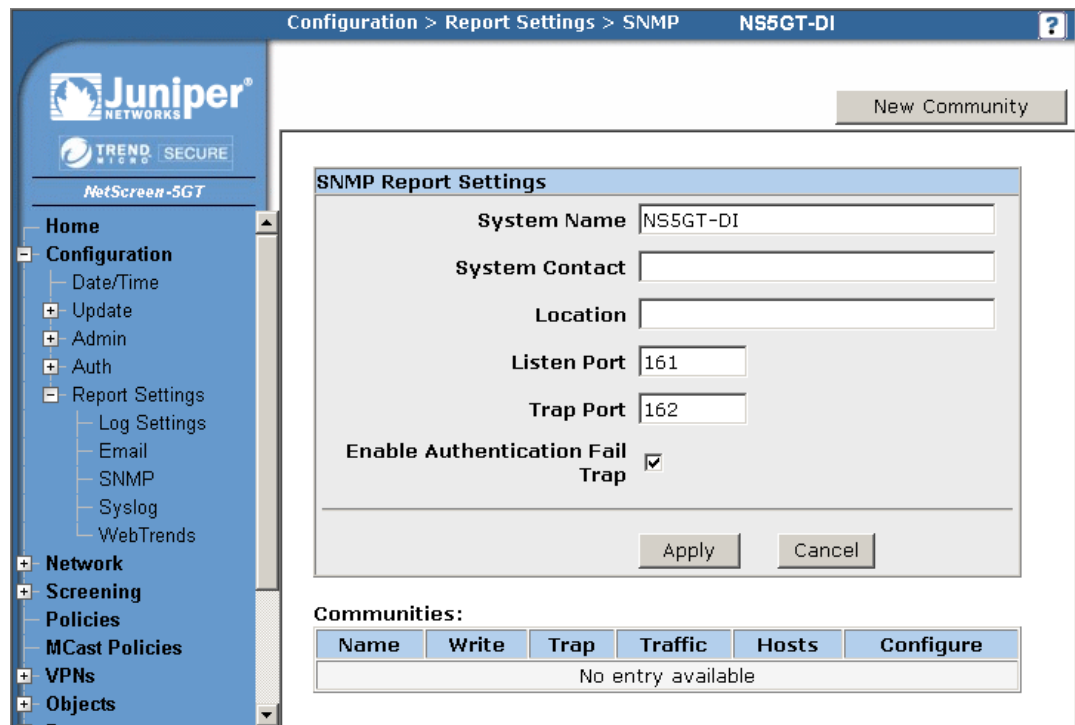 Configuration > Report Settings > SNMP NS5GT-DI ?
Juniper®
NETWORKS
TREND MICRO SECURE
NetScreen-5GT
Home
Configuration
Date/Time
Update
Admin
Auth
Report Settings
Log Settings
Email
SNMP
Syslog
WebTrends
Network
Screening
Policies
MCast Policies
VPNs
Objects
New Community
SNMP Report Settings
System Name NS5GT-DI
System Contact
Location
Listen Port 161
Trap Port 162
Enable Authentication Fail
Trap
Apply Cancel
Communities:
Name Write Trap Traffic Hosts Configure
No entry available